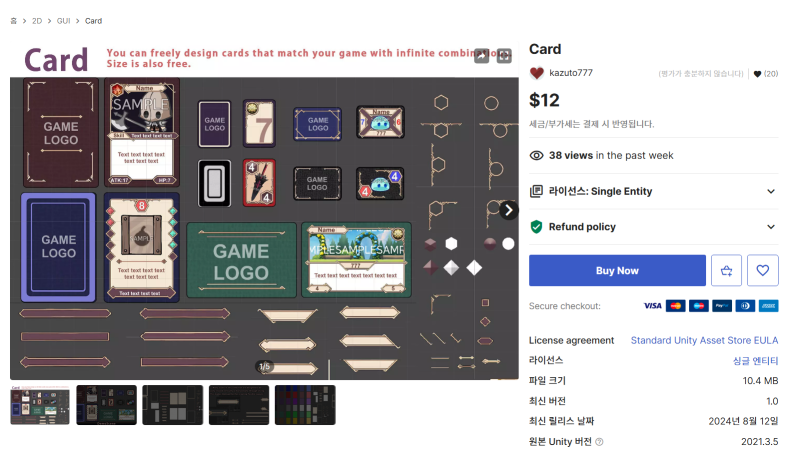 홈 > 2D > GUI > Card
Card
You can freely design cards that match your game with infinite combinations.
Size is also free.
GAME
LOGO
Name
SAMPLE
Skill
Text text text text
Text text text text
text text text
ATK:17
HP:7
GAME
LOGO
7
GAME
LOGO
Name
7
6
777
4
4
GAME
LOGO
4
4
GAME
LOGO
8
Text text text text
text text text
Text text text text
GAME
LOGO
Name
SAMPLESAMPLESAMP
777
Text text text text text text text
4
5
1/5
Card
kazuto777
(평가가 충분하지 않습니다)
(20)
$12
세금/부가세는 결제 시 반영됩니다.
38 views in the past week
라이선스: Single Entity
Refund policy
Buy Now
Secure checkout:
VISA
PayPal
License agreement
Standard Unity Asset Store EULA
라이선스
싱글 엔티티
파일 크기
10.4 MB
최신 버전
1.0
최신 릴리스 날짜
2024년 8월 12일
원본 Unity 버전
2021.3.5